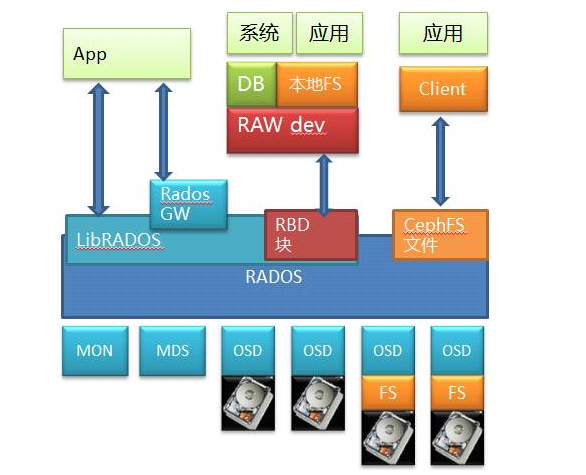 App
系统
应用
应用
DB
本地FS
Client
RAW dev
Rados
GW
LibRADOS
RBD
块
CephFS
文件
RADOS
MON
MDS
OSD
OSD
OSD
OSD
FS
FS